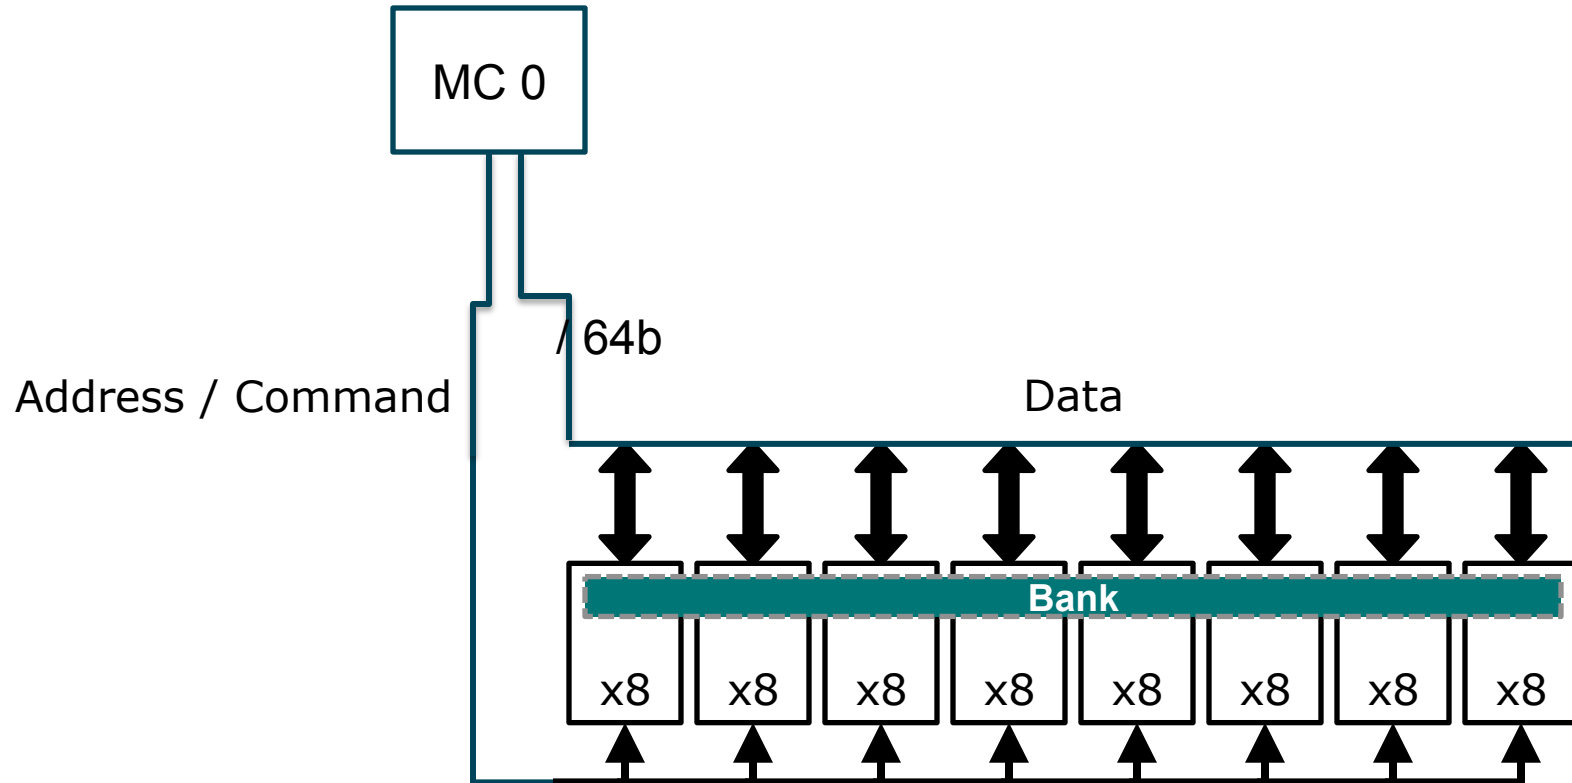 MC 0
/ 64b
Address / Command
Data
Bank
x8 x8 x8 x8 x8 x8 x8 x8